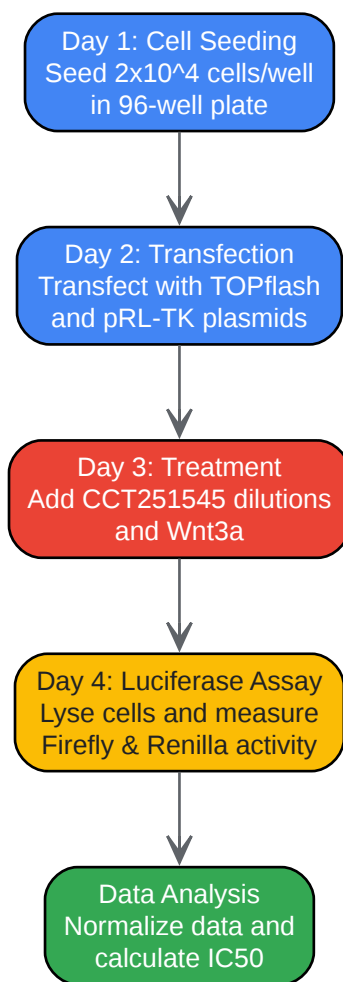 Day 1: Cell Seeding
Seed 2x10^4 cells/well
in 96-well plate
Day 2: Transfection
Transfect with TOPflash
and pRL-TK plasmids
Day 3: Treatment
Add CCT251545 dilutions
and Wnt3a
Day 4: Luciferase Assay
Lyse cells and measure
Firefly & Renilla activity
Data Analysis
Normalize data and
calculate IC50